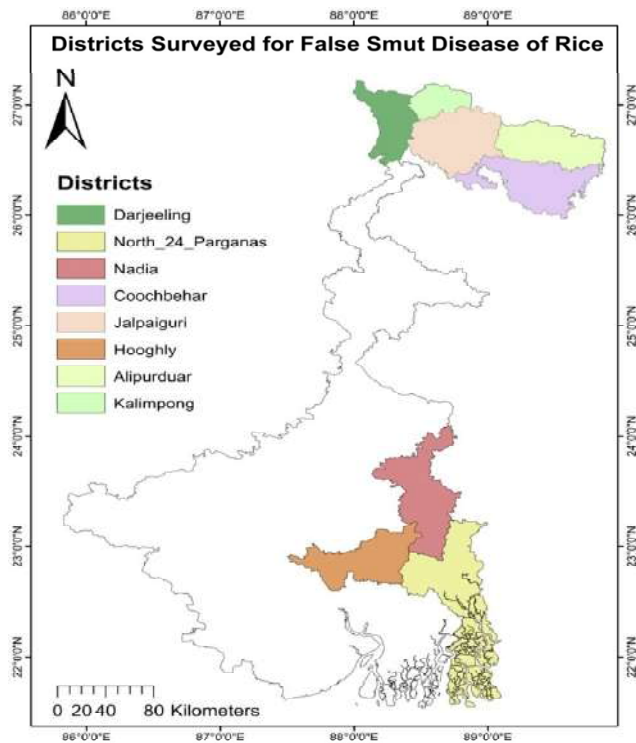 86°0'0"E 87°0'0"E 88°0'0"E 89°0'0"E
Districts Surveyed for False Smut Disease of Rice
N
27°0'0"N 27°0'0"N
Districts
Darjeeling
26°0'0"N 26°0'0"N
North_24_Parganas
Nadia
Coochbehar
25°0'0"N 25°0'0"N
Jalpaiguri
Hooghly
Alipurduar
Kalimpong
24°0'0"N 24°0'0"N
23°0'0"N 23°0'0"N
22°0'0"N 22°0'0"N
0 20 40 80 Kilometers
86°0'0"E 87°0'0"E 88°0'0"E 89°0'0"E